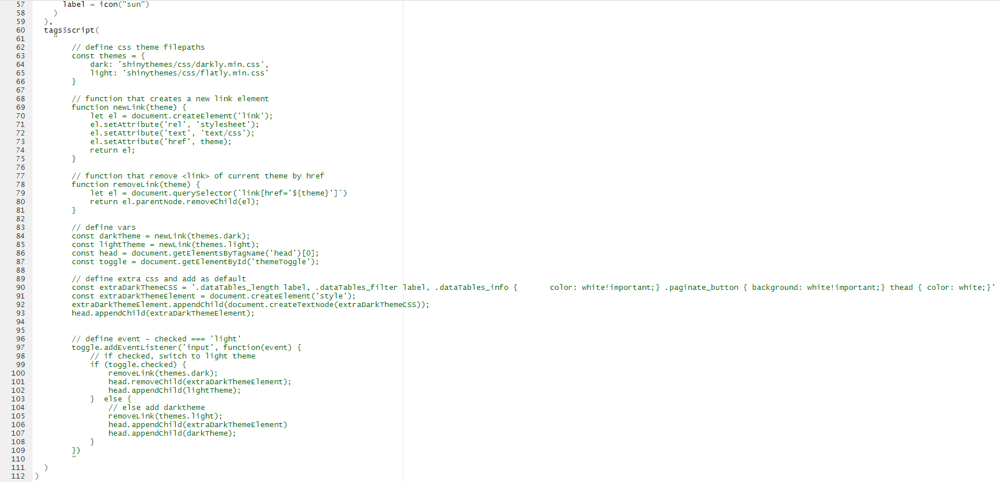 57       label = icon("sun")
58     )
59   ),
60   tags$script(
61     "
62         // define css theme filepaths
63         const themes = {
64             dark: 'shinythemes/css/darkly.min.css',
65             light: 'shinythemes/css/flatly.min.css'
66         }
67
68         // function that creates a new link element
69         function newLink(theme) {
70             let el = document.createElement('link');
71             el.setAttribute('rel', 'stylesheet');
72             el.setAttribute('text', 'text/css');
73             el.setAttribute('href', theme);
74             return el;
75         }
76
77         // function that remove <link> of current theme by href
78         function removeLink(theme) {
79             let el = document.querySelector(`link[href='${theme}']`)
80             return el.parentNode.removeChild(el);
81         }
82
83         // define vars
84         const darkTheme = newLink(themes.dark);
85         const lightTheme = newLink(themes.light);
86         const head = document.getElementsByTagName('head')[0];
87         const toggle = document.getElementById('themeToggle');
88
89         // define extra css and add as default
90         const extraDarkThemeCSS = '.dataTables_length label, .dataTables_filter label, .dataTables_info {       color: white!important;} .paginate_button { background: white!important;} thead { color: white;}'
91         const extraDarkThemeElement = document.createElement('style');
92         extraDarkThemeElement.appendChild(document.createTextNode(extraDarkThemeCSS));
93         head.appendChild(extraDarkThemeElement);
94
95
96         // define event - checked === 'light'
97         toggle.addEventListener('input', function(event) {
98             // if checked, switch to light theme
99             if (toggle.checked) {
100                 removeLink(themes.dark);
101                 head.removeChild(extraDarkThemeElement);
102                 head.appendChild(lightTheme);
103             }  else {
104                 // else add darktheme
105                 removeLink(themes.light);
106                 head.appendChild(extraDarkThemeElement)
107                 head.appendChild(darkTheme);
108             }
109         })
110         "
111   )
112 )